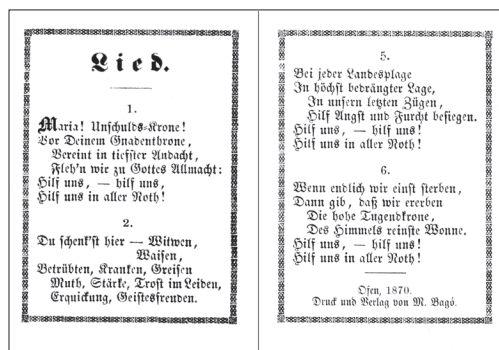 Lied.
1.
Maria! Unschulds-Krone!
Vor Deinem Gnadenthrone,
Vereint in tiefster Andacht,
Fleh'n wir zu Gottes Allmacht:
Hilf uns, — hilf uns,
Hilf uns in aller Noth!
2.
Du schenk'st hier — Witwen,
Waisen,
Betrübten, Kranken, Greisen
Muth, Stärke, Trost im Leiden,
Erquickung, Geistesfreuden.
5.
Bei jeder Landesplage
In höchst bedrängter Lage,
In unsern letzten Zügen,
Hilf Angst und Furcht besiegen.
Hilf uns, — hilf uns!
Hilf uns in aller Noth!
6.
Wenn endlich wir einst sterben,
Dann gib, daß wir ererben
Die hohe Tugendkrone,
Des Himmels reinste Wonne.
Hilf uns, — hilf uns!
Hilf uns in aller Noth!
Ofen, 1870.
Druck und Verlag von M. Bagó.